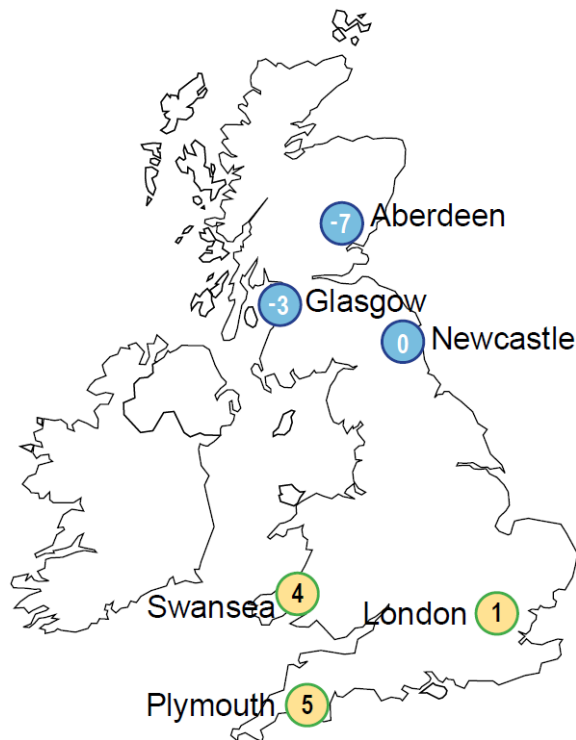 -7 Aberdeen
-3 Glasgow
0 Newcastle
Swansea 4
London 1
Plymouth 5